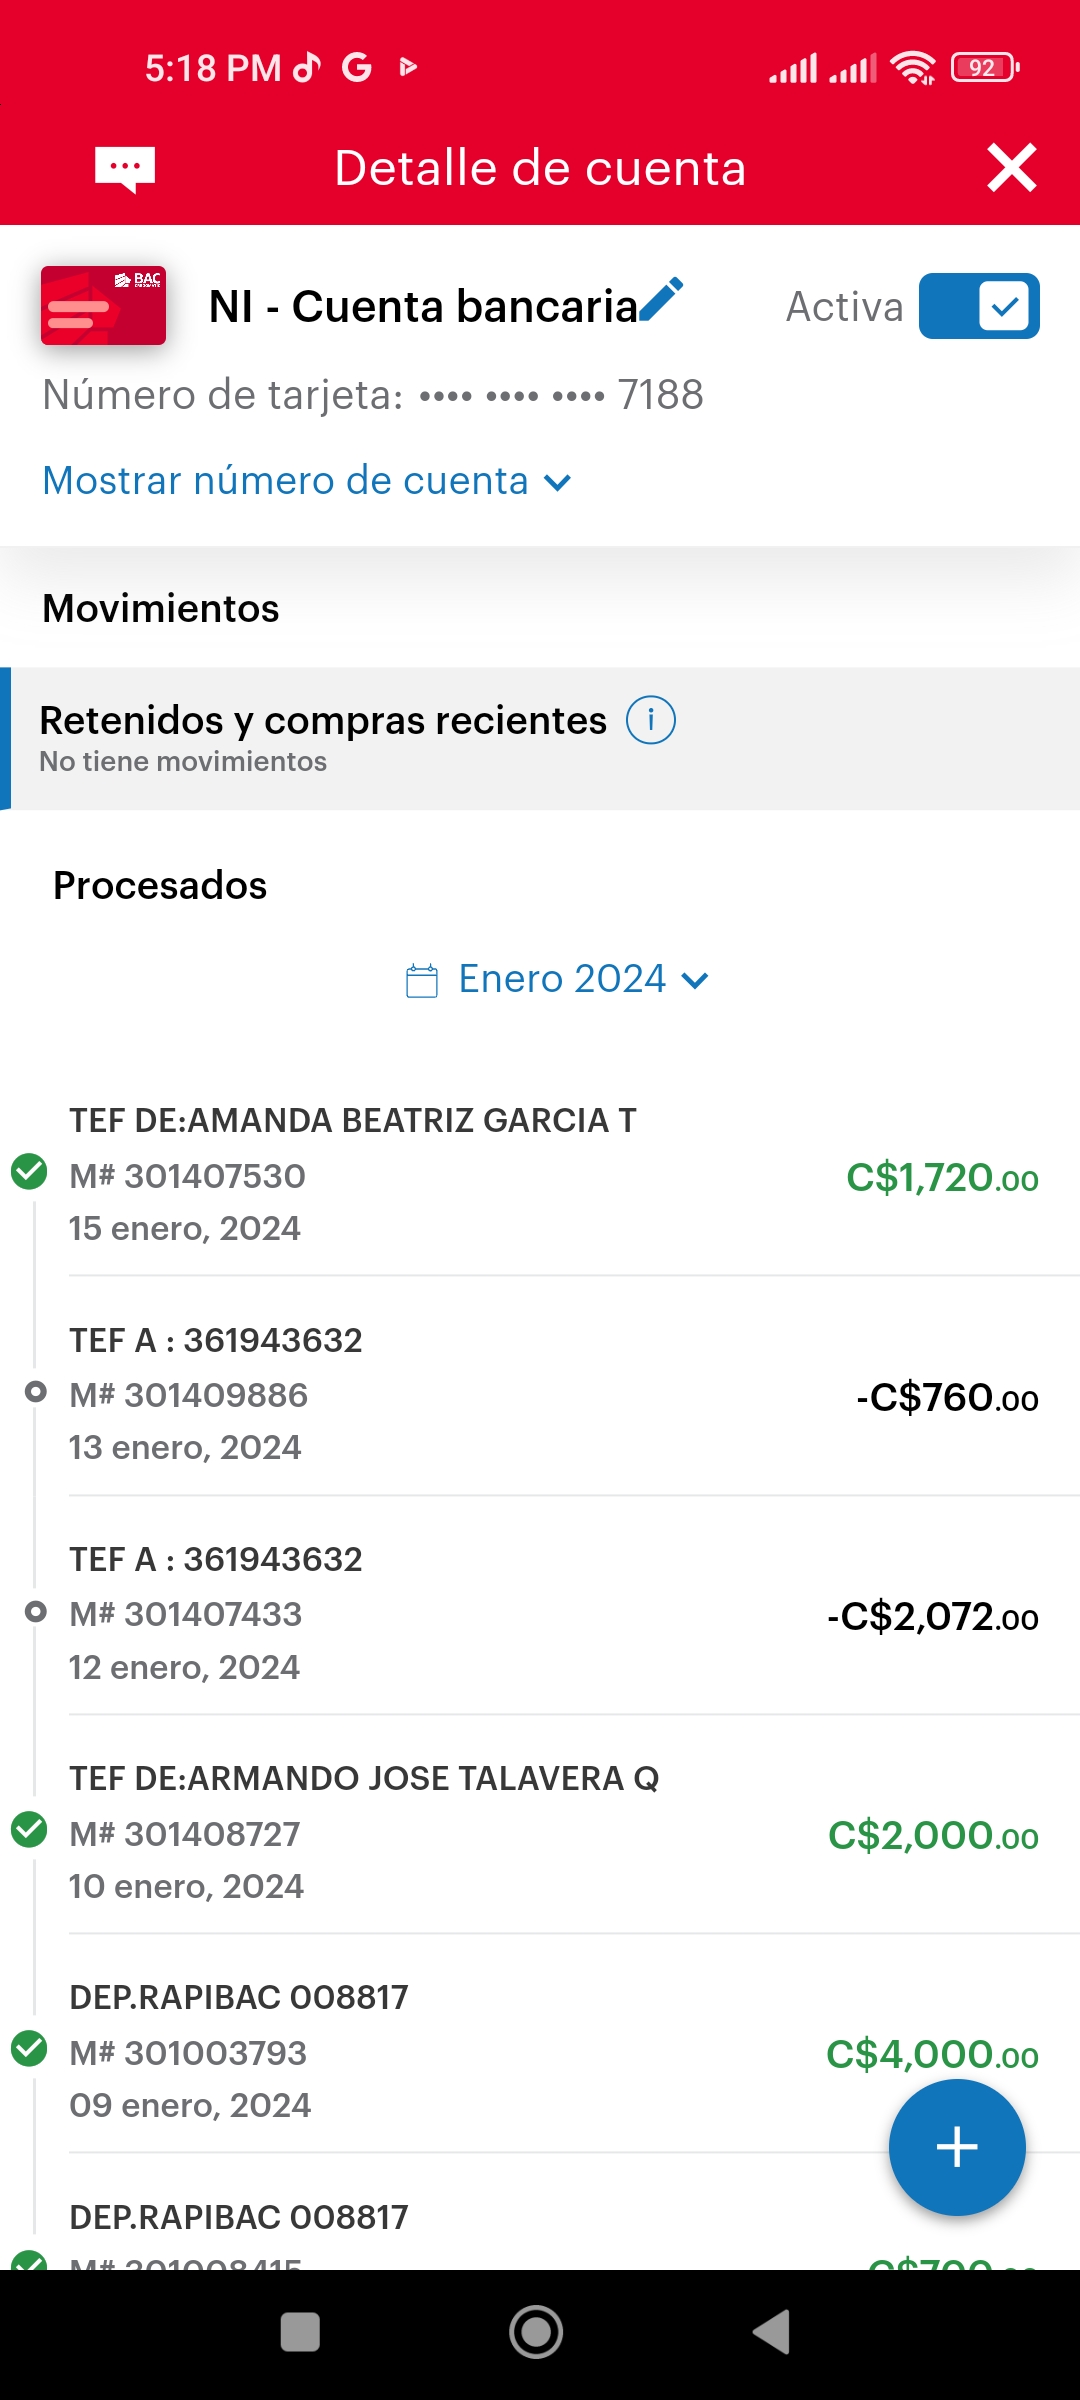 5:18 PM
92
Detalle de cuenta
BAC
NI - Cuenta bancaria
Activa
Número de tarjeta: •••• •••• •••• 7188
Mostrar número de cuenta
Movimientos
Retenidos y compras recientes
No tiene movimientos
Procesados
Enero 2024
TEF DE:AMANDA BEATRIZ GARCIA T
M# 301407530
C$1,720.00
15 enero, 2024
TEF A : 361943632
M# 301409886
-C$760.00
13 enero, 2024
TEF A : 361943632
M# 301407433
-C$2,072.00
12 enero, 2024
TEF DE:ARMANDO JOSE TALAVERA Q
M# 301408727
C$2,000.00
10 enero, 2024
DEP.RAPIBAC 008817
M# 301003793
C$4,000.00
09 enero, 2024
DEP.RAPIBAC 008817
M# 301008415